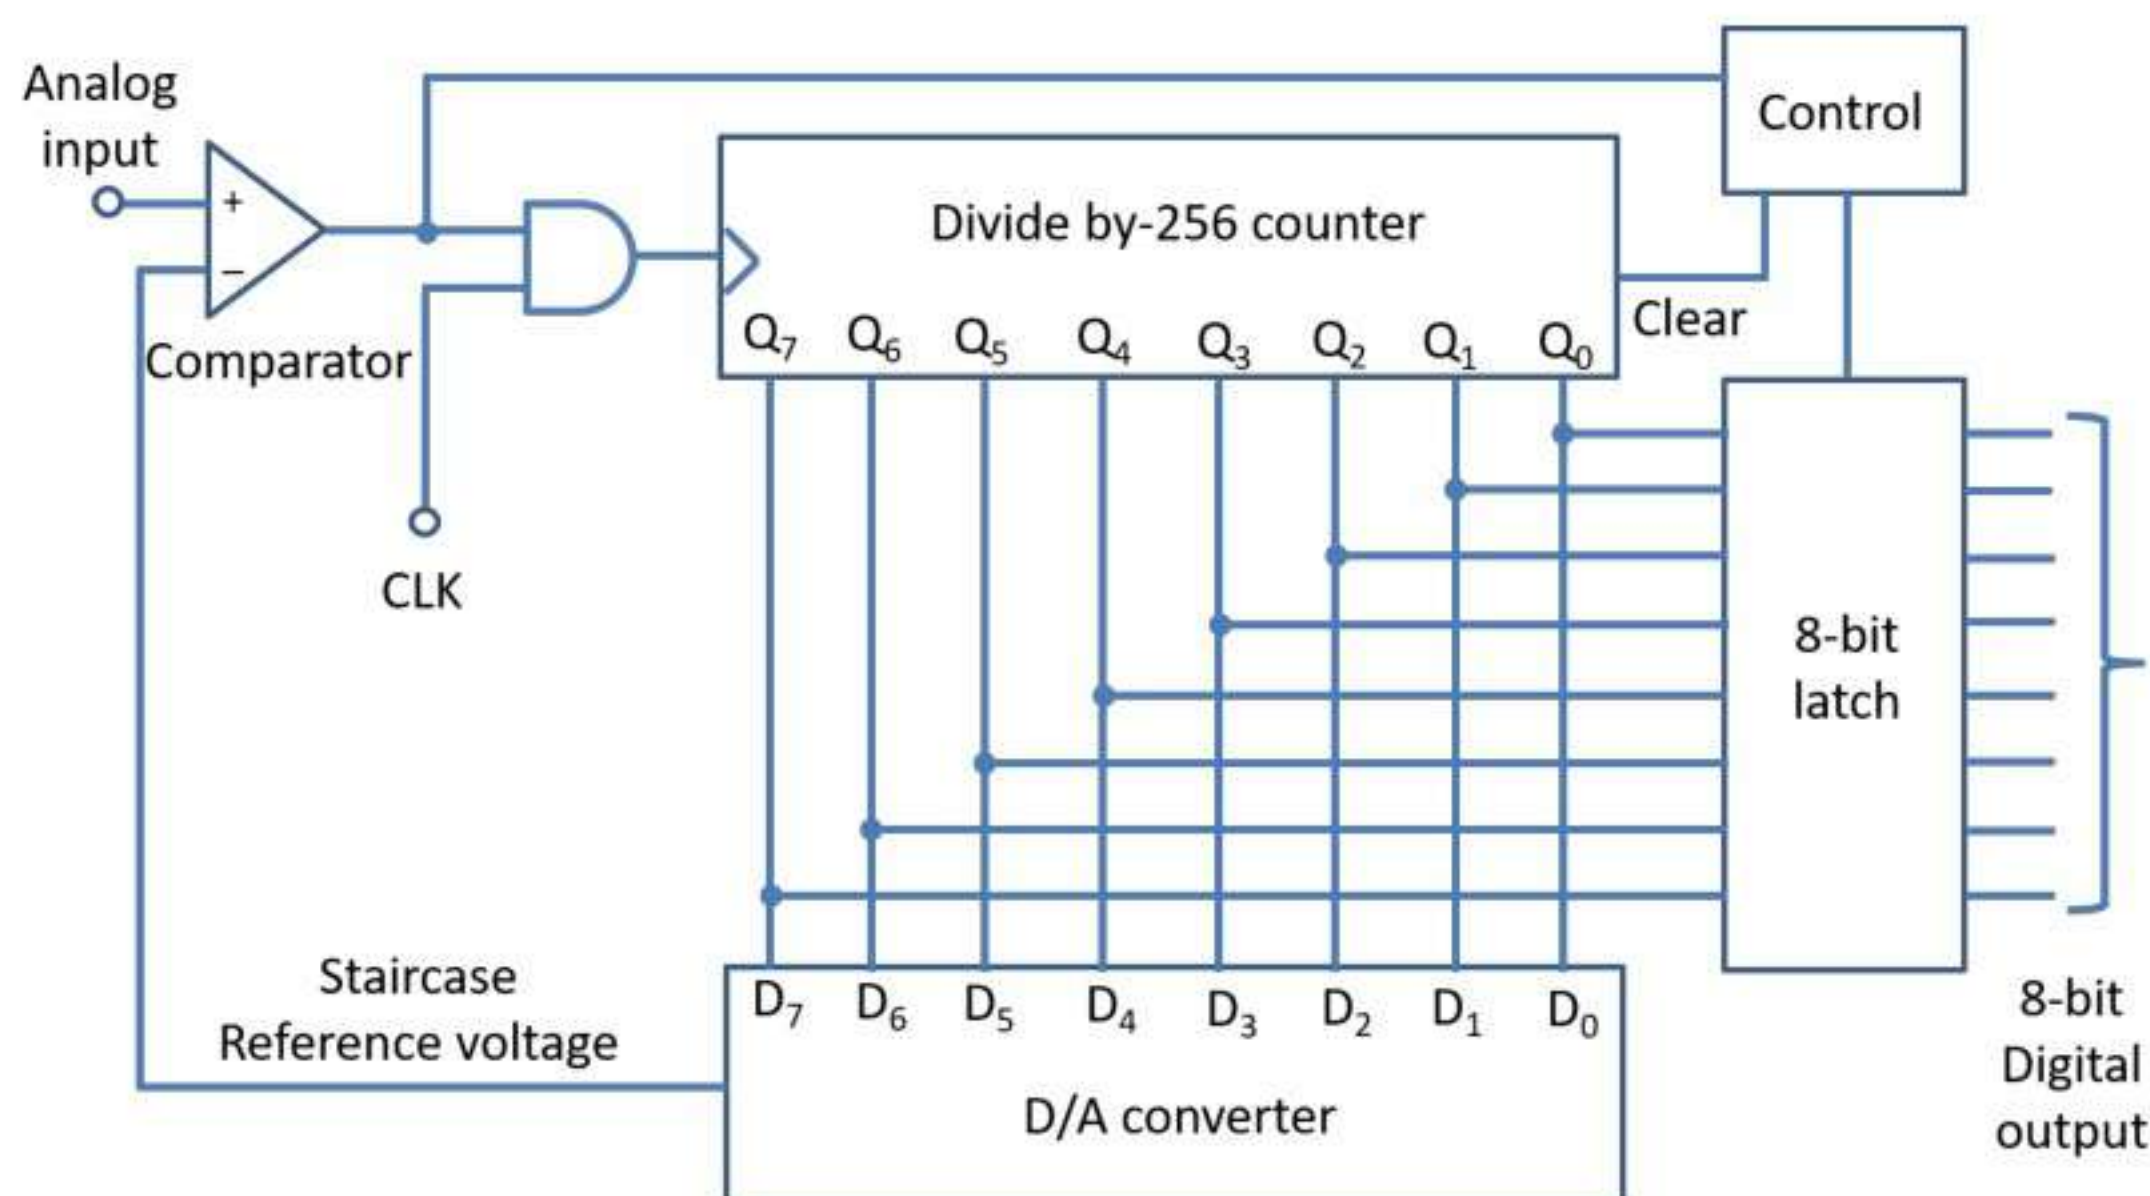 Analog
input
+
−
Comparator
CLK
Control
Divide by-256 counter
Q₇ Q₆ Q₅ Q₄ Q₃ Q₂ Q₁ Q₀
Clear
8-bit
latch
Staircase
Reference voltage
D₇ D₆ D₅ D₄ D₃ D₂ D₁ D₀
D/A converter
8-bit
Digital
output